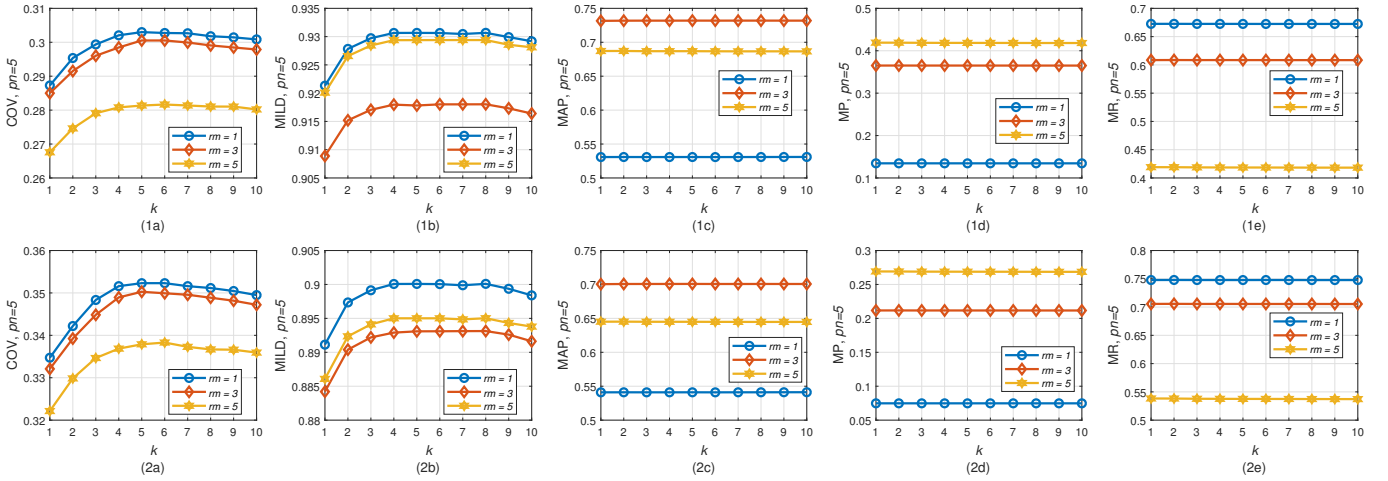 COV, pn=5
0.3
0.29
0.28
0.27
0.26
1 2 3 4 5 6 7 8 9 10
k
(1a)
rm = 1
rm = 3
rm = 5
MILD, pn=5
0.935
0.93
0.925
0.92
0.915
0.91
0.905
1 2 3 4 5 6 7 8 9 10
k
(1b)
rm = 1
rm = 3
rm = 5
MAP, pn=5
0.75
0.7
0.65
0.6
0.55
0.5
1 2 3 4 5 6 7 8 9 10
k
(1c)
rm = 1
rm = 3
rm = 5
MP, pn=5
0.5
0.4
0.3
0.2
0.1
1 2 3 4 5 6 7 8 9 10
k
(1d)
rm = 1
rm = 3
rm = 5
MR, pn=5
0.7
0.65
0.6
0.55
0.5
0.45
0.4
1 2 3 4 5 6 7 8 9 10
k
(1e)
rm = 1
rm = 3
rm = 5
COV, pn=5
0.36
0.35
0.34
0.33
0.32
1 2 3 4 5 6 7 8 9 10
k
(2a)
rm = 1
rm = 3
rm = 5
MILD, pn=5
0.905
0.9
0.895
0.89
0.885
0.88
1 2 3 4 5 6 7 8 9 10
k
(2b)
rm = 1
rm = 3
rm = 5
MAP, pn=5
0.75
0.7
0.65
0.6
0.55
0.5
1 2 3 4 5 6 7 8 9 10
k
(2c)
rm = 1
rm = 3
rm = 5
MP, pn=5
0.3
0.25
0.2
0.15
0.1
0.05
1 2 3 4 5 6 7 8 9 10
k
(2d)
rm = 1
rm = 3
rm = 5
MR, pn=5
0.8
0.75
0.7
0.65
0.6
0.55
0.5
1 2 3 4 5 6 7 8 9 10
k
(2e)
rm = 1
rm = 3
rm = 5